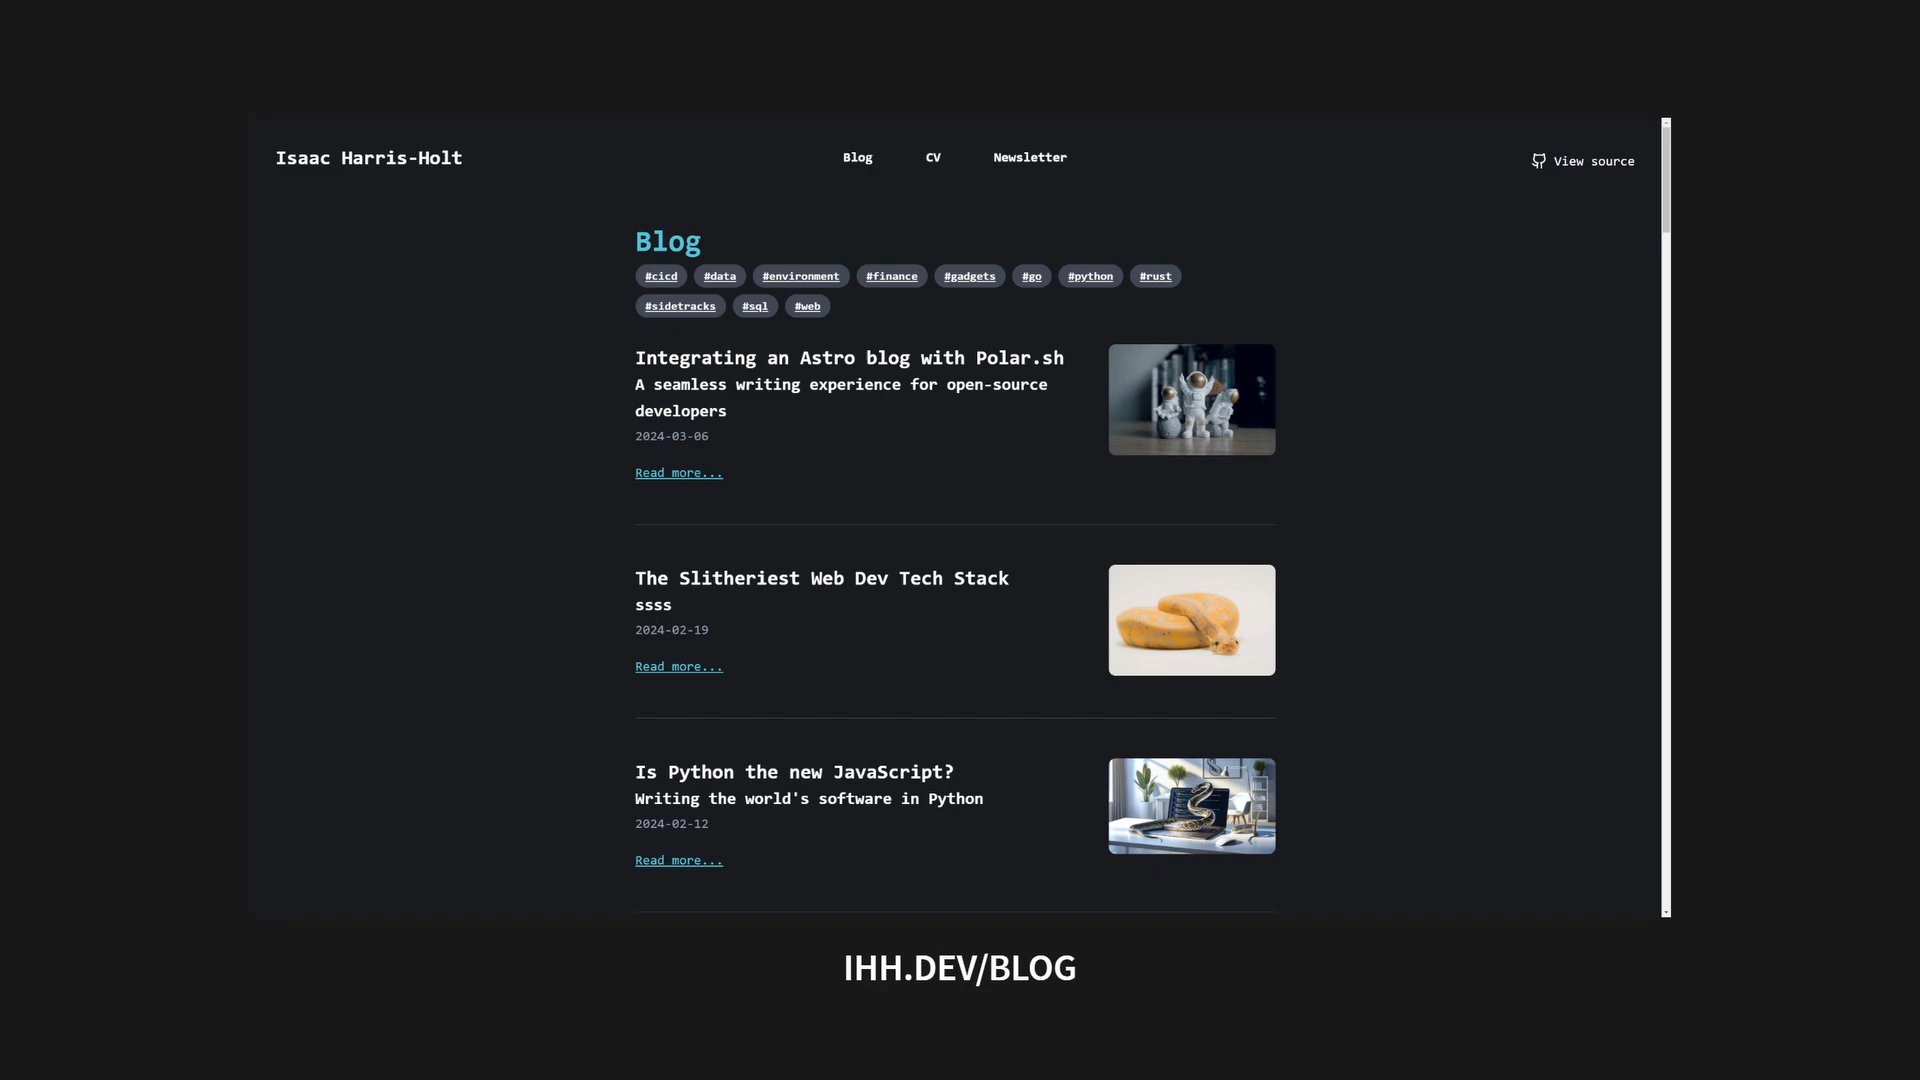 Isaac Harris-Holt
Blog
CV
Newsletter
View source
Blog
#cicd #data #environment #finance #gadgets #go #python #rust
#sidetracks #sql #web
Integrating an Astro blog with Polar.sh
A seamless writing experience for open-source
developers
2024-03-06
Read more...
The Slitheriest Web Dev Tech Stack
ssss
2024-02-19
Read more...
Is Python the new JavaScript?
Writing the world's software in Python
2024-02-12
Read more...
IHH.DEV/BLOG